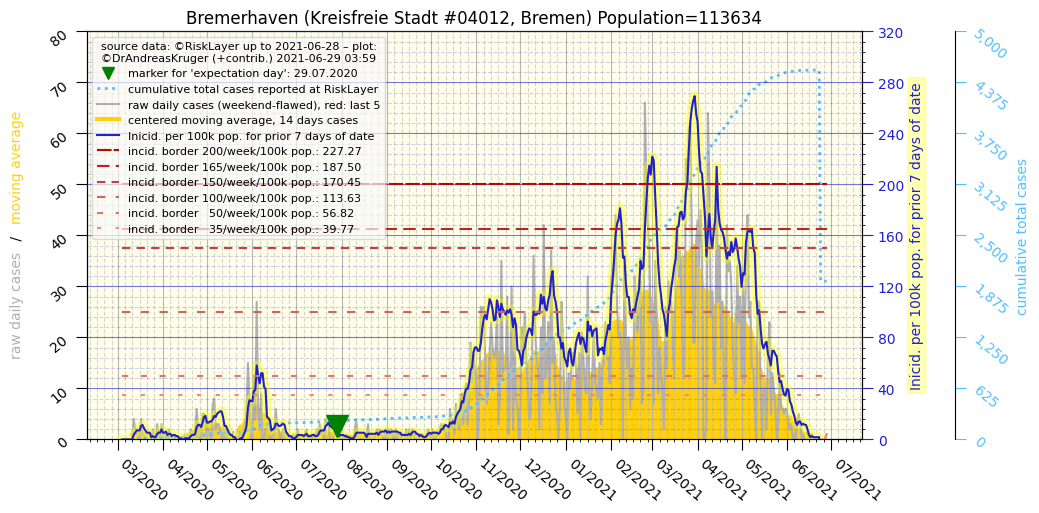 Bremerhaven (Kreisfreie Stadt #04012, Bremen) Population=113634
source data: ©RiskLayer up to 2021-06-28 – plot:
©DrAndreasKruger (+contrib.) 2021-06-29 03:59
marker for 'expectation day': 29.07.2020
cumulative total cases reported at RiskLayer
raw daily cases (weekend-flawed), red: last 5
centered moving average, 14 days cases
Inicid. per 100k pop. for prior 7 days of date
incid. border 200/week/100k pop.: 227.27
incid. border 165/week/100k pop.: 187.50
incid. border 150/week/100k pop.: 170.45
incid. border 100/week/100k pop.: 113.63
incid. border 50/week/100k pop.: 56.82
incid. border 35/week/100k pop.: 39.77
raw daily cases / moving average
80
70
60
50
40
30
20
10
0
03/2020
04/2020
05/2020
06/2020
07/2020
08/2020
09/2020
10/2020
11/2020
12/2020
01/2021
02/2021
03/2021
04/2021
05/2021
06/2021
07/2021
320
280
240
200
160
120
80
40
0
Inicid. per 100k pop. for prior 7 days of date
5,000
4,375
3,750
3,125
2,500
1,875
1,250
625
0
cumulative total cases